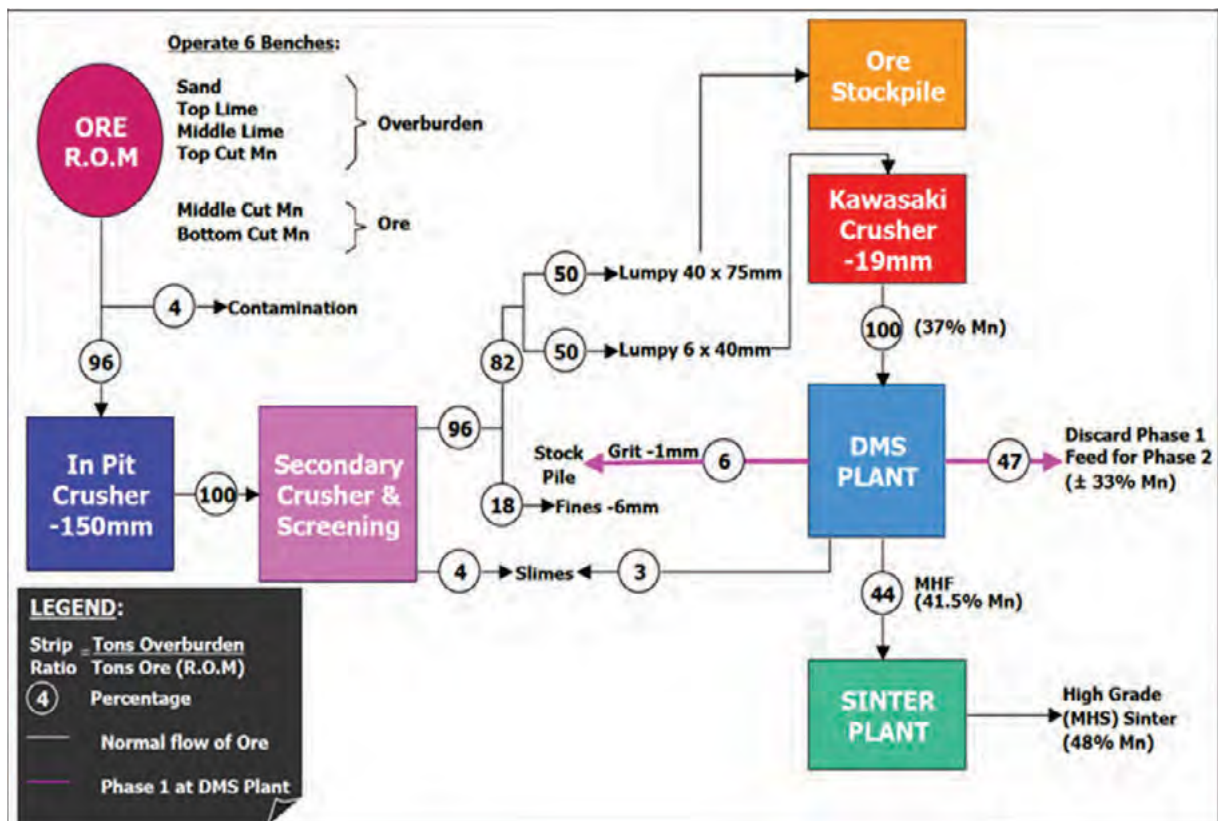 Operate 6 Benches:
Sand
Top Lime
Middle Lime
Top Cut Mn
Overburden
Middle Cut Mn
Bottom Cut Mn
Ore
ORE
R.O.M
4
Contamination
96
In Pit
Crusher
-150mm
100
Secondary
Crusher &
Screening
96
82
18
Fines -6mm
50
Lumpy 40 x 75mm
50
Lumpy 6 x 40mm
4
Slimes
3
Ore
Stockpile
Kawasaki
Crusher
-19mm
100
(37% Mn)
DMS
PLANT
Stock
Pile
Grit -1mm
6
47
Discard Phase 1
Feed for Phase 2
(± 33% Mn)
44
MHF
(41.5% Mn)
SINTER
PLANT
High Grade
(MHS) Sinter
(48% Mn)
LEGEND:
Strip = Tons Overburden
Ratio Tons Ore (R.O.M)
4 Percentage
Normal flow of Ore
Phase 1 at DMS Plant